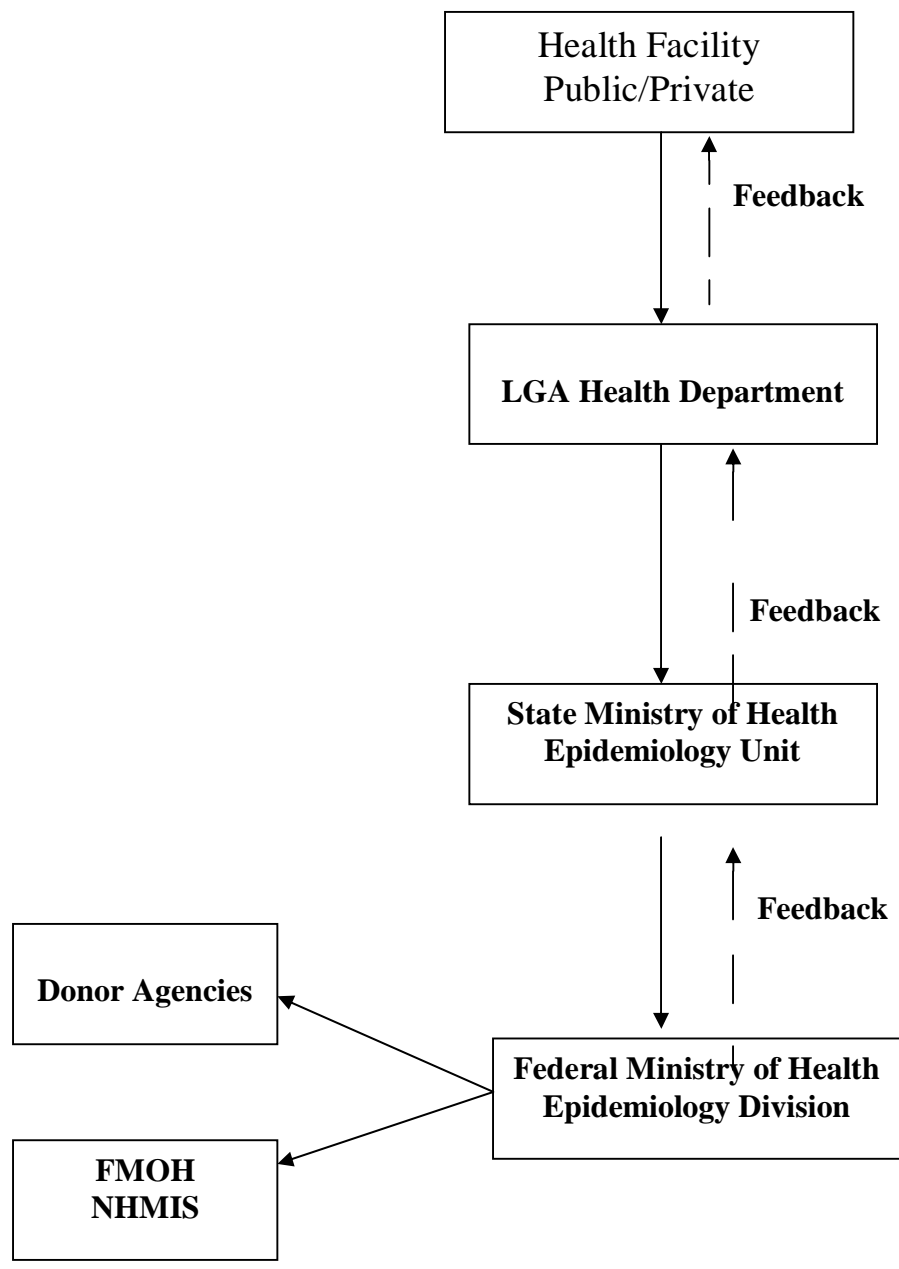 Health Facility
Public/Private
Feedback
LGA Health Department
Feedback
State Ministry of Health
Epidemiology Unit
Feedback
Donor Agencies
Federal Ministry of Health
Epidemiology Division
FMOH
NHMIS